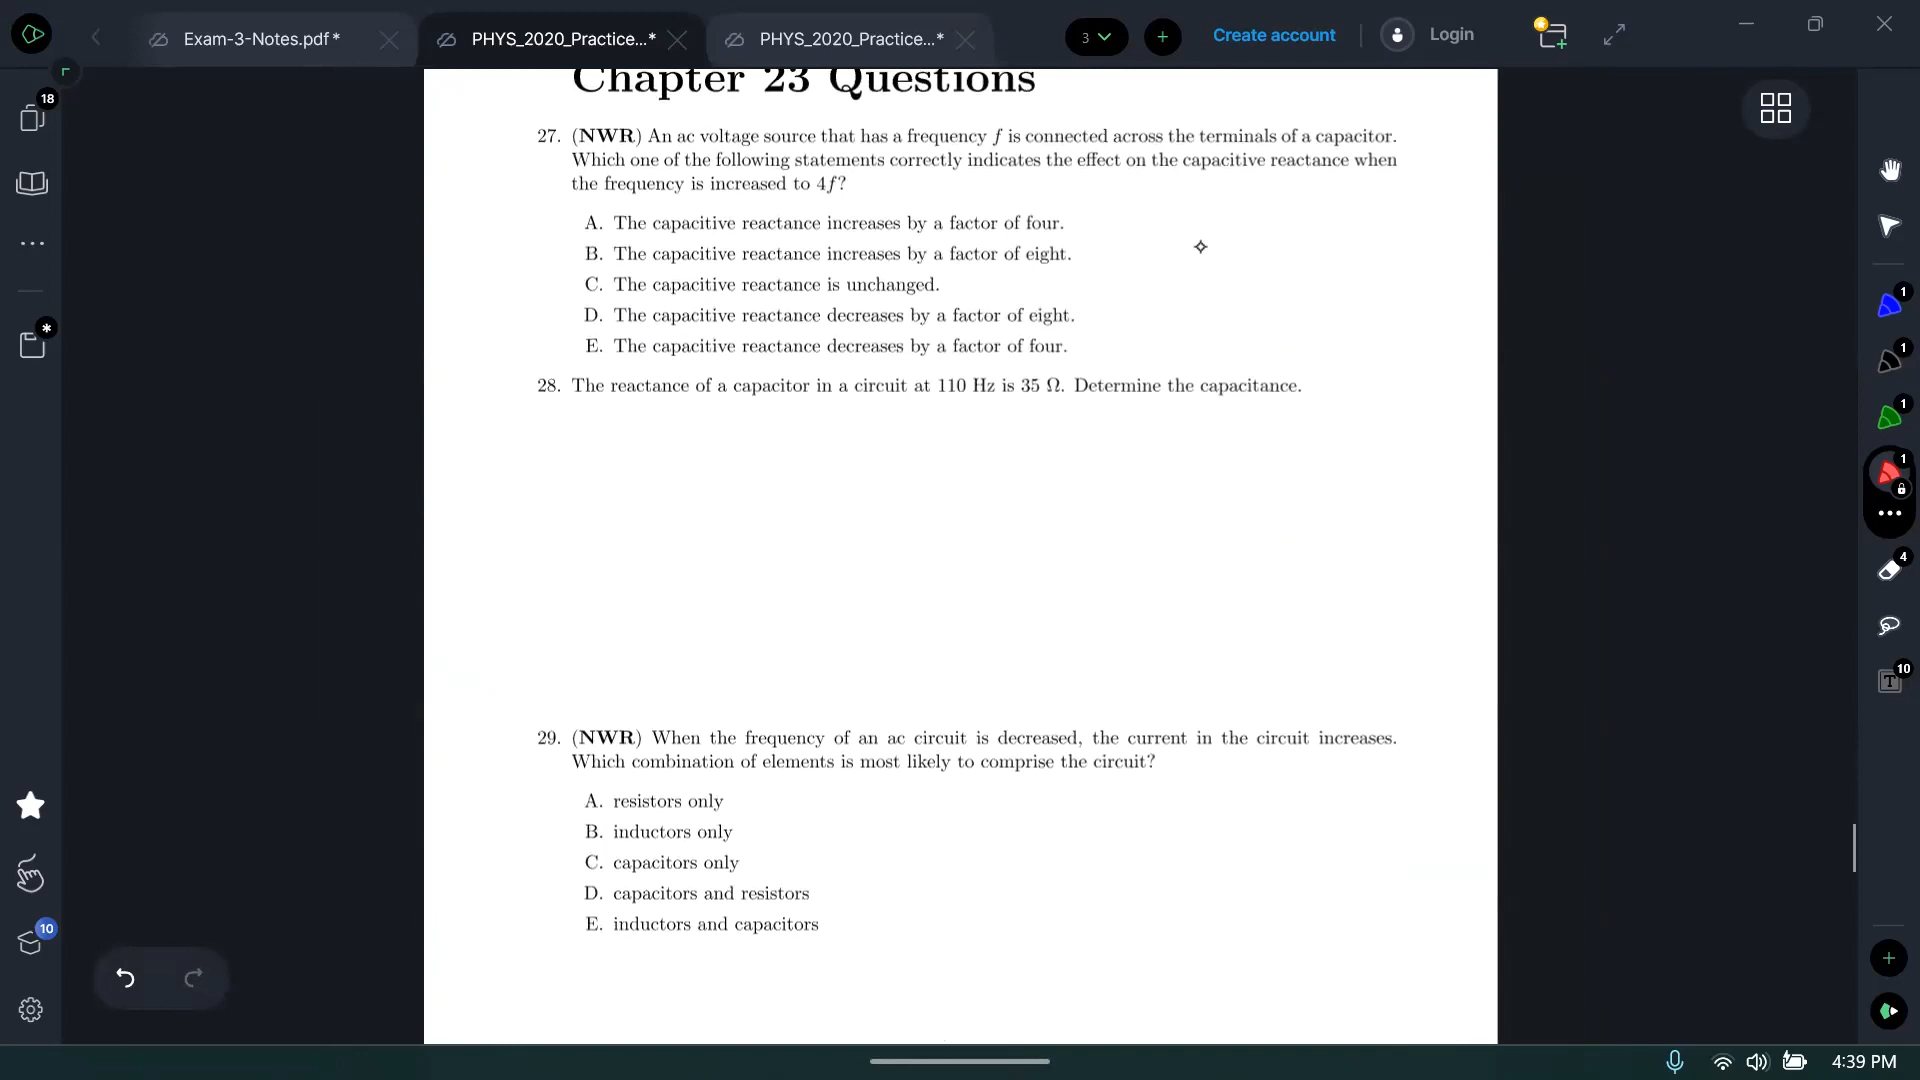 Exam-3-Notes.pdf*
PHYS_2020_Practice...*
PHYS_2020_Practice...*
3
Create account
Login
18
Chapter 23 Questions
27. (NWR) An ac voltage source that has a frequency f is connected across the terminals of a capacitor.
Which one of the following statements correctly indicates the effect on the capacitive reactance when
the frequency is increased to 4f?
A. The capacitive reactance increases by a factor of four.
B. The capacitive reactance increases by a factor of eight.
C. The capacitive reactance is unchanged.
D. The capacitive reactance decreases by a factor of eight.
E. The capacitive reactance decreases by a factor of four.
28. The reactance of a capacitor in a circuit at 110 Hz is 35 Ω. Determine the capacitance.
29. (NWR) When the frequency of an ac circuit is decreased, the current in the circuit increases.
Which combination of elements is most likely to comprise the circuit?
A. resistors only
B. inductors only
C. capacitors only
D. capacitors and resistors
E. inductors and capacitors
1
1
1
1
4
10
10
4:39 PM